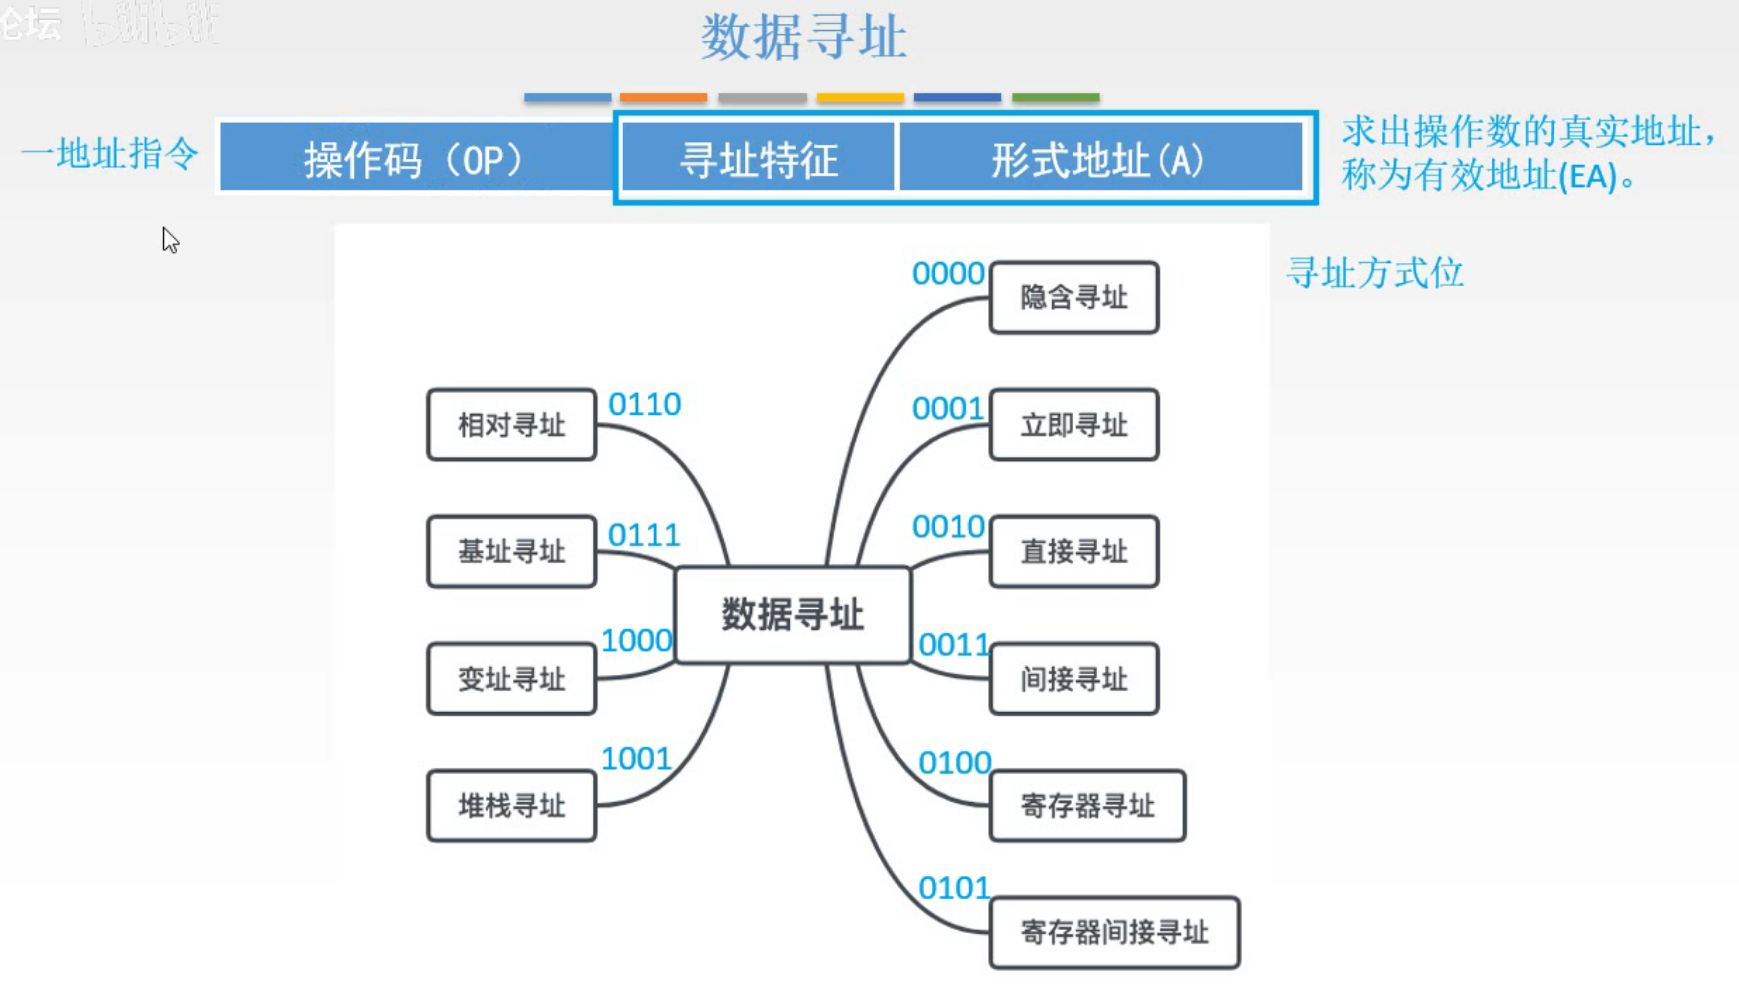 论坛 bilibili
数据寻址
一地址指令
操作码（OP）
寻址特征
形式地址(A)
求出操作数的真实地址，
称为有效地址(EA)。
寻址方式位
0000
隐含寻址
0110
相对寻址
0001
立即寻址
0111
基址寻址
0010
直接寻址
数据寻址
1000
变址寻址
0011
间接寻址
1001
堆栈寻址
0100
寄存器寻址
0101
寄存器间接寻址